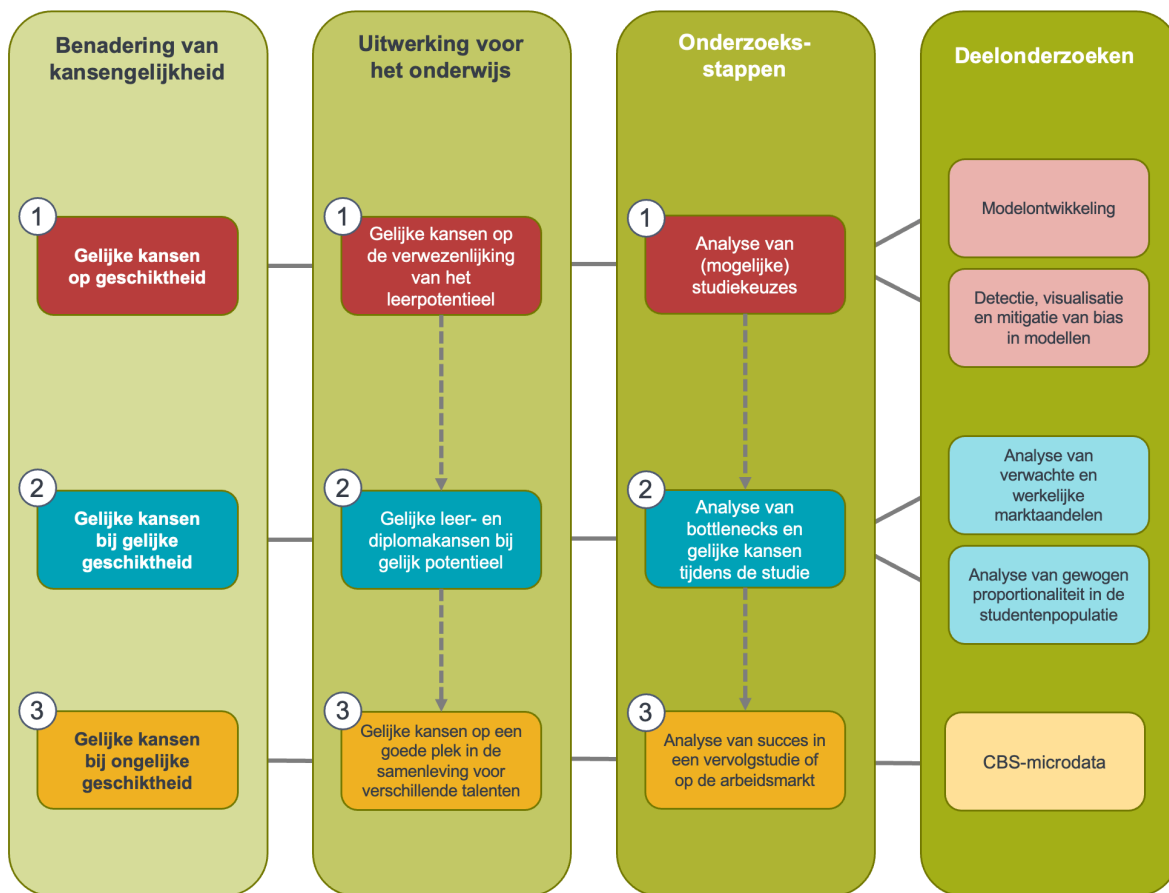 Benadering van
kansengelijkheid
1
Gelijke kansen
op geschiktheid
2
Gelijke kansen
bij gelijke
geschiktheid
3
Gelijke kansen
bij ongelijke
geschiktheid
Uitwerking voor
het onderwijs
1
Gelijke kansen op
de verwezenlijking
van het
leerpotentieel
2
Gelijke leer- en
diplomakansen bij
gelijk potentieel
3
Gelijke kansen op een
goede plek in de
samenleving voor
verschillende talenten
Onderzoeks-
stappen
1
Analyse van
(mogelijke)
studiekeuzes
2
Analyse van
bottlenecks en
gelijke kansen
tijdens de studie
3
Analyse van succes in
een vervolgstudie of
op de arbeidsmarkt
Deelonderzoeken
Modelontwikkeling
Detectie, visualisatie
en mitigatie van bias
in modellen
Analyse van
verwachte en
werkelijke
marktaandelen
Analyse van gewogen
proportionaliteit in de
studentenpopulatie
CBS-microdata